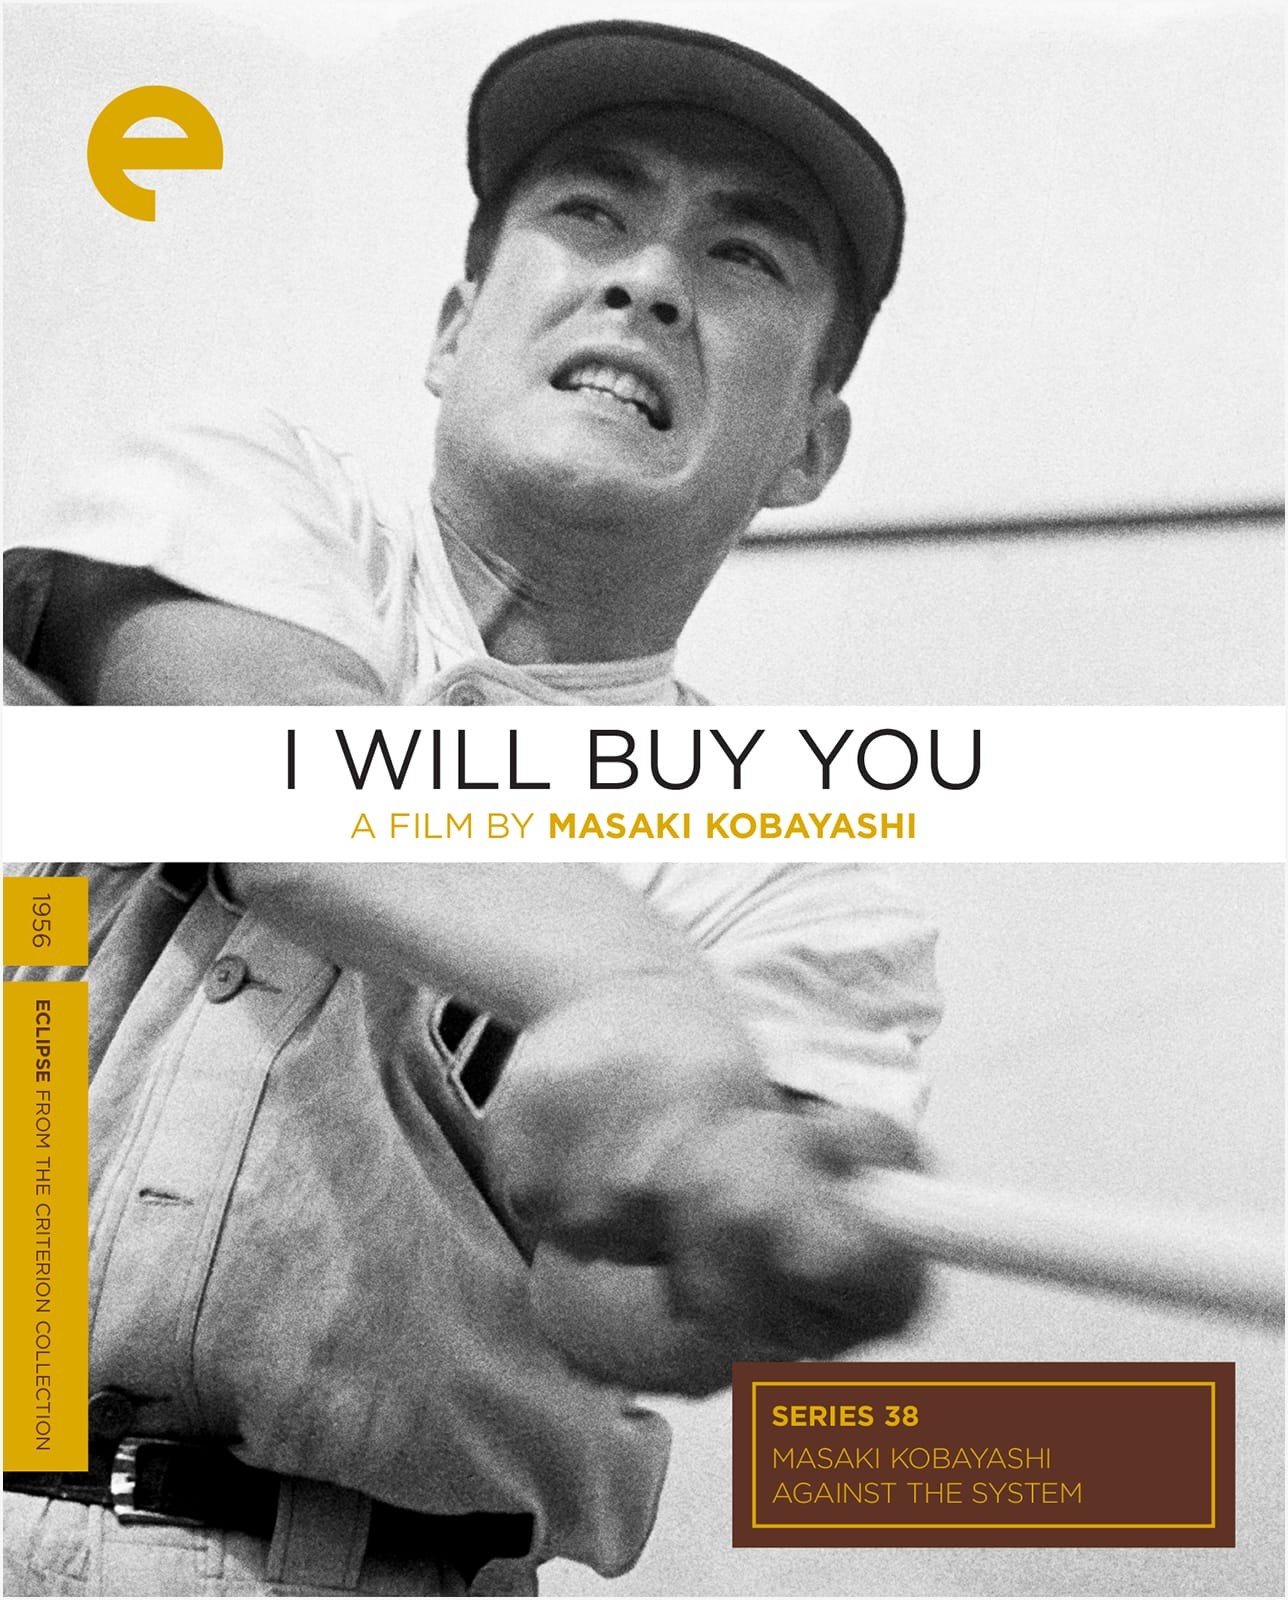 e
I WILL BUY YOU
A FILM BY MASAKI KOBAYASHI
1956
ECLIPSE FROM THE CRITERION COLLECTION
SERIES 38
MASAKI KOBAYASHI
AGAINST THE SYSTEM